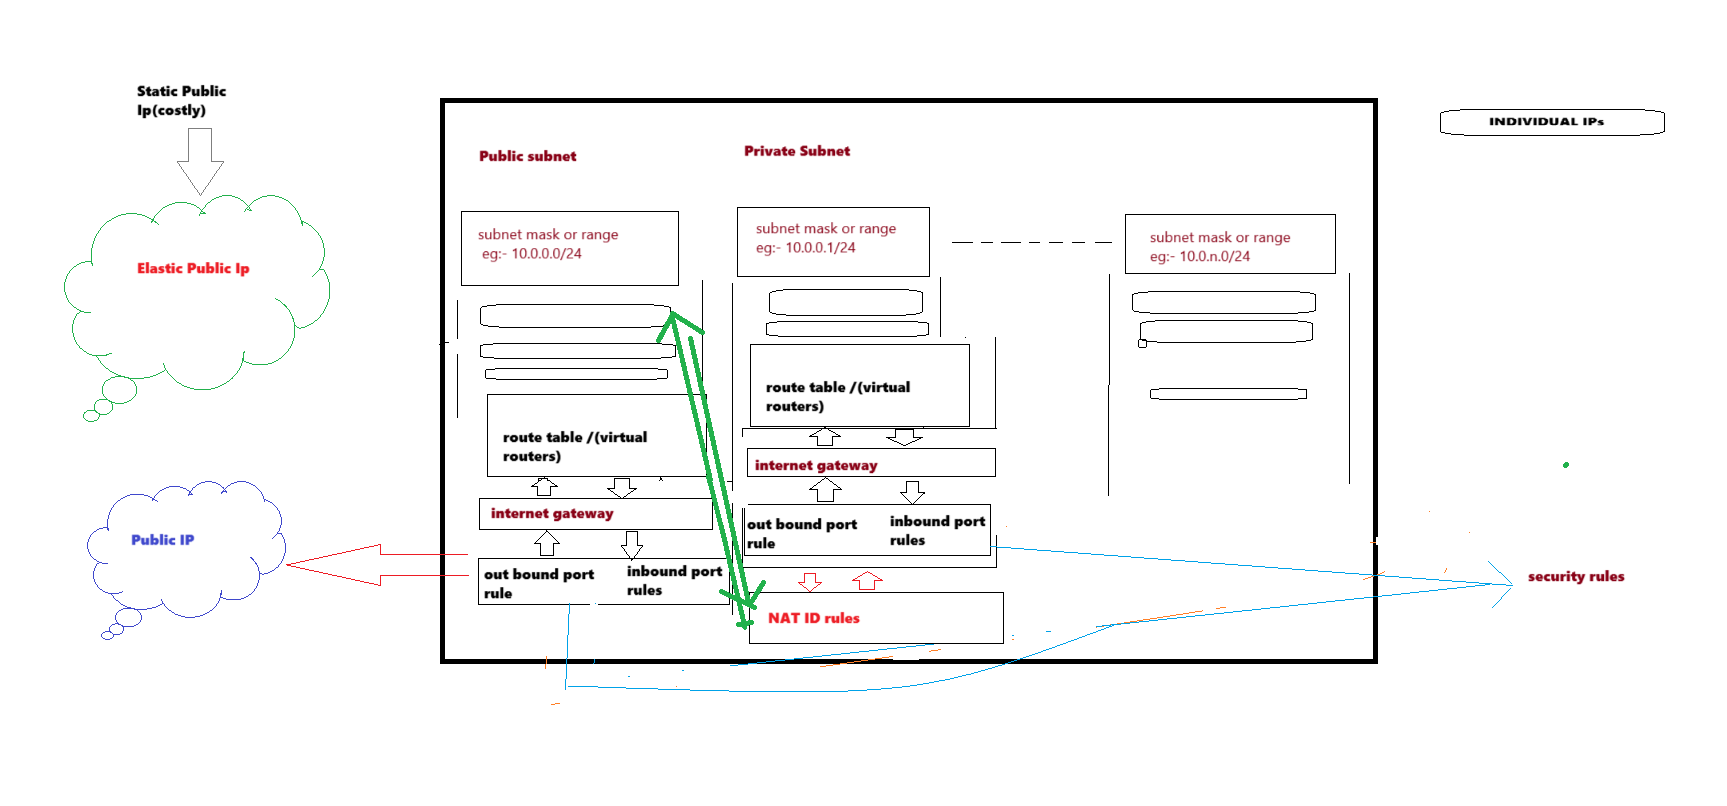 Static Public
Ip(costly)
Elastic Public Ip
Public IP
Public subnet
subnet mask or range
eg:- 10.0.0.0/24
route table /(virtual
routers)
internet gateway
out bound port
rule
inbound port
rules
Private Subnet
subnet mask or range
eg:- 10.0.0.1/24
route table /(virtual
routers)
internet gateway
out bound port
rule
inbound port
rules
NAT ID rules
subnet mask or range
eg:- 10.0.n.0/24
INDIVIDUAL IPs
security rules